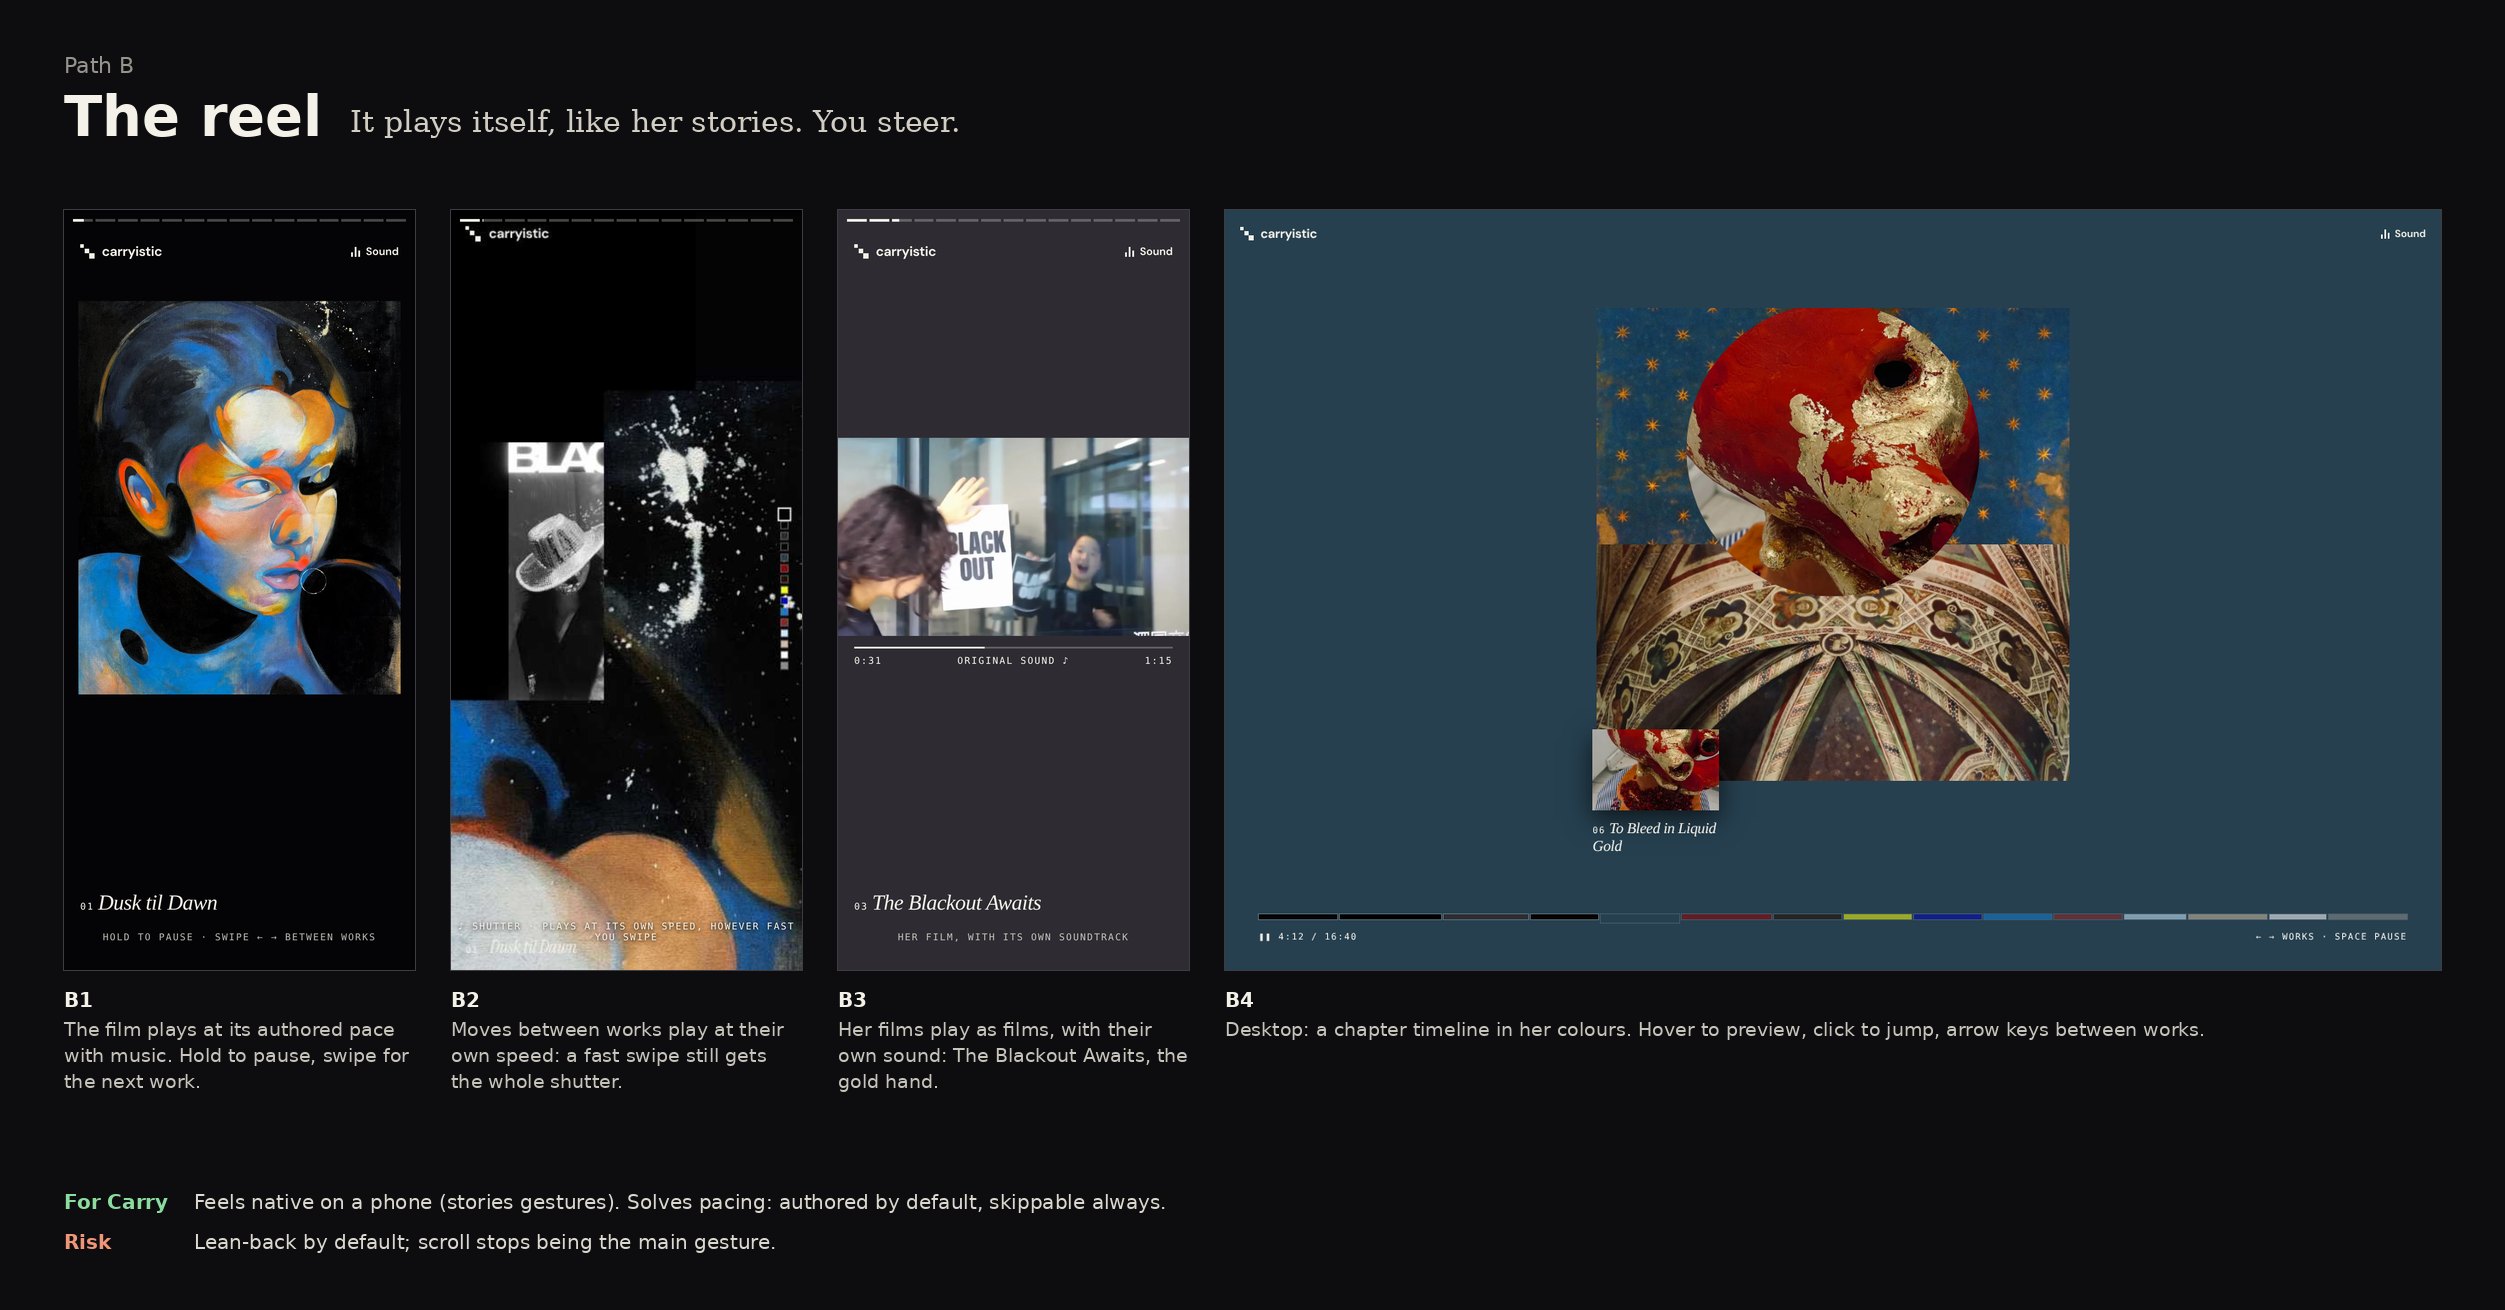 Path B
The reel It plays itself, like her stories. You steer.
carryistic
Sound
01 Dusk til Dawn
HOLD TO PAUSE · SWIPE ← → BETWEEN WORKS
carryistic
BLAC
♪ SHUTTER · PLAYS AT ITS OWN SPEED, HOWEVER FAST
YOU SWIPE
01 Dusk til Dawn
carryistic
Sound
BLACK
OUT
0:31 ORIGINAL SOUND ♪ 1:15
03 The Blackout Awaits
HER FILM, WITH ITS OWN SOUNDTRACK
carryistic
Sound
06 To Bleed in Liquid
Gold
4:12 / 16:40
← → WORKS · SPACE PAUSE
B1
The film plays at its authored pace
with music. Hold to pause, swipe for
the next work.
B2
Moves between works play at their
own speed: a fast swipe still gets
the whole shutter.
B3
Her films play as films, with their
own sound: The Blackout Awaits, the
gold hand.
B4
Desktop: a chapter timeline in her colours. Hover to preview, click to jump, arrow keys between works.
For Carry Feels native on a phone (stories gestures). Solves pacing: authored by default, skippable always.
Risk Lean-back by default; scroll stops being the main gesture.